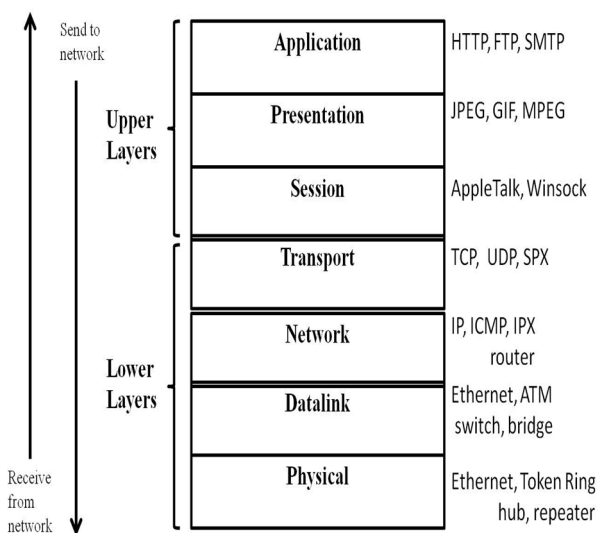 Send to
network
Upper
Layers
Application
HTTP, FTP, SMTP
Presentation
JPEG, GIF, MPEG
Session
AppleTalk, Winsock
Lower
Layers
Transport
TCP, UDP, SPX
Network
IP, ICMP, IPX
router
Datalink
Ethernet, ATM
switch, bridge
Physical
Ethernet, Token Ring
hub, repeater
Receive
from
network